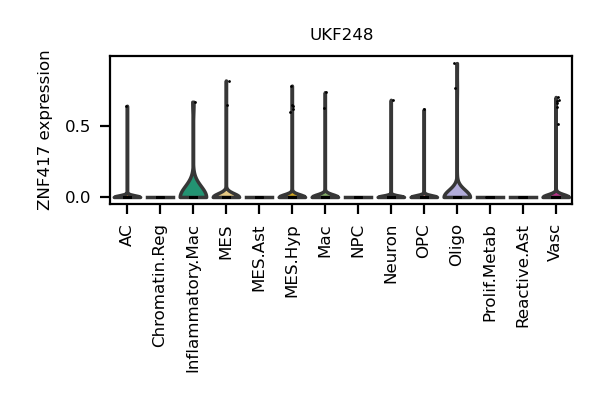 UKF248
ZNF417 expression
0.5
0.0
AC
Chromatin.Reg
Inflammatory.Mac
MES
MES.Ast
MES.Hyp
Mac
NPC
Neuron
OPC
Oligo
Prolif.Metab
Reactive.Ast
Vasc